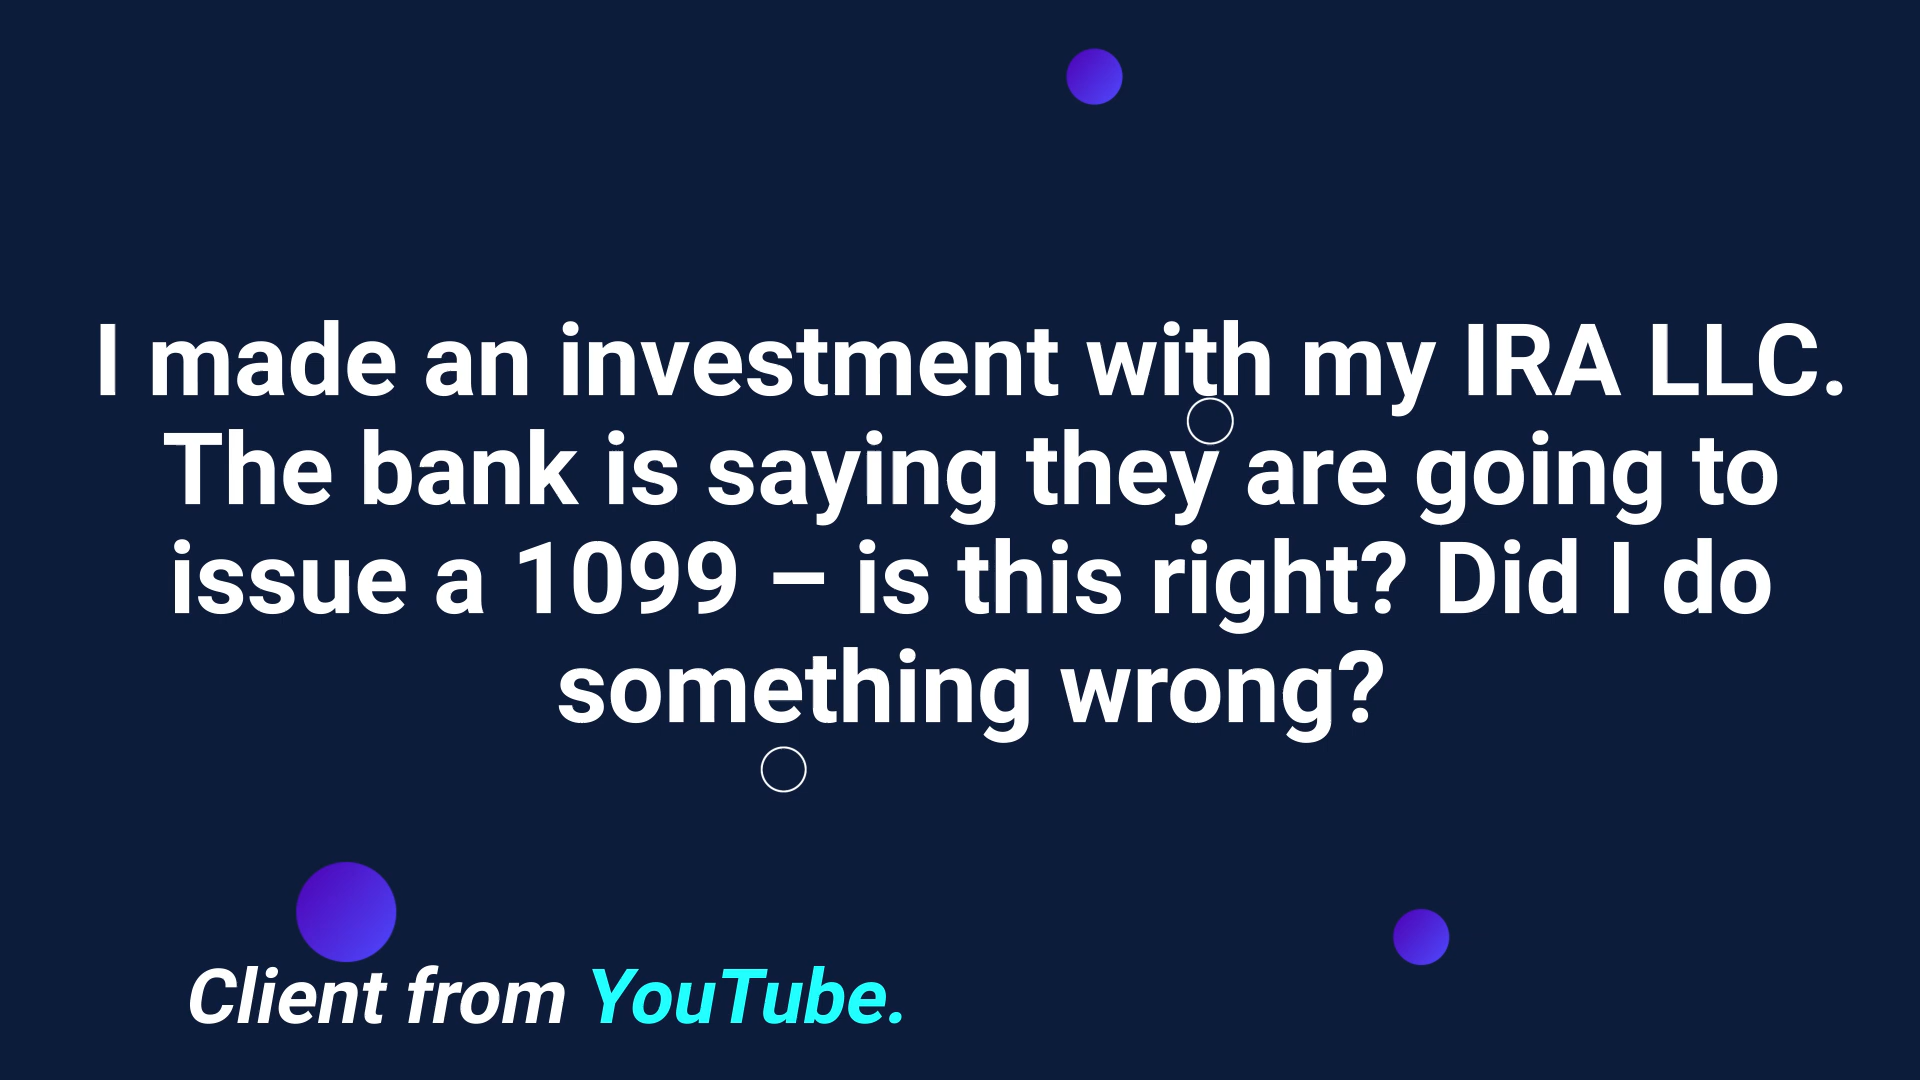 I made an investment with my IRA LLC.
The bank is saying they are going to
issue a 1099 – is this right? Did I do
something wrong?
Client from YouTube.